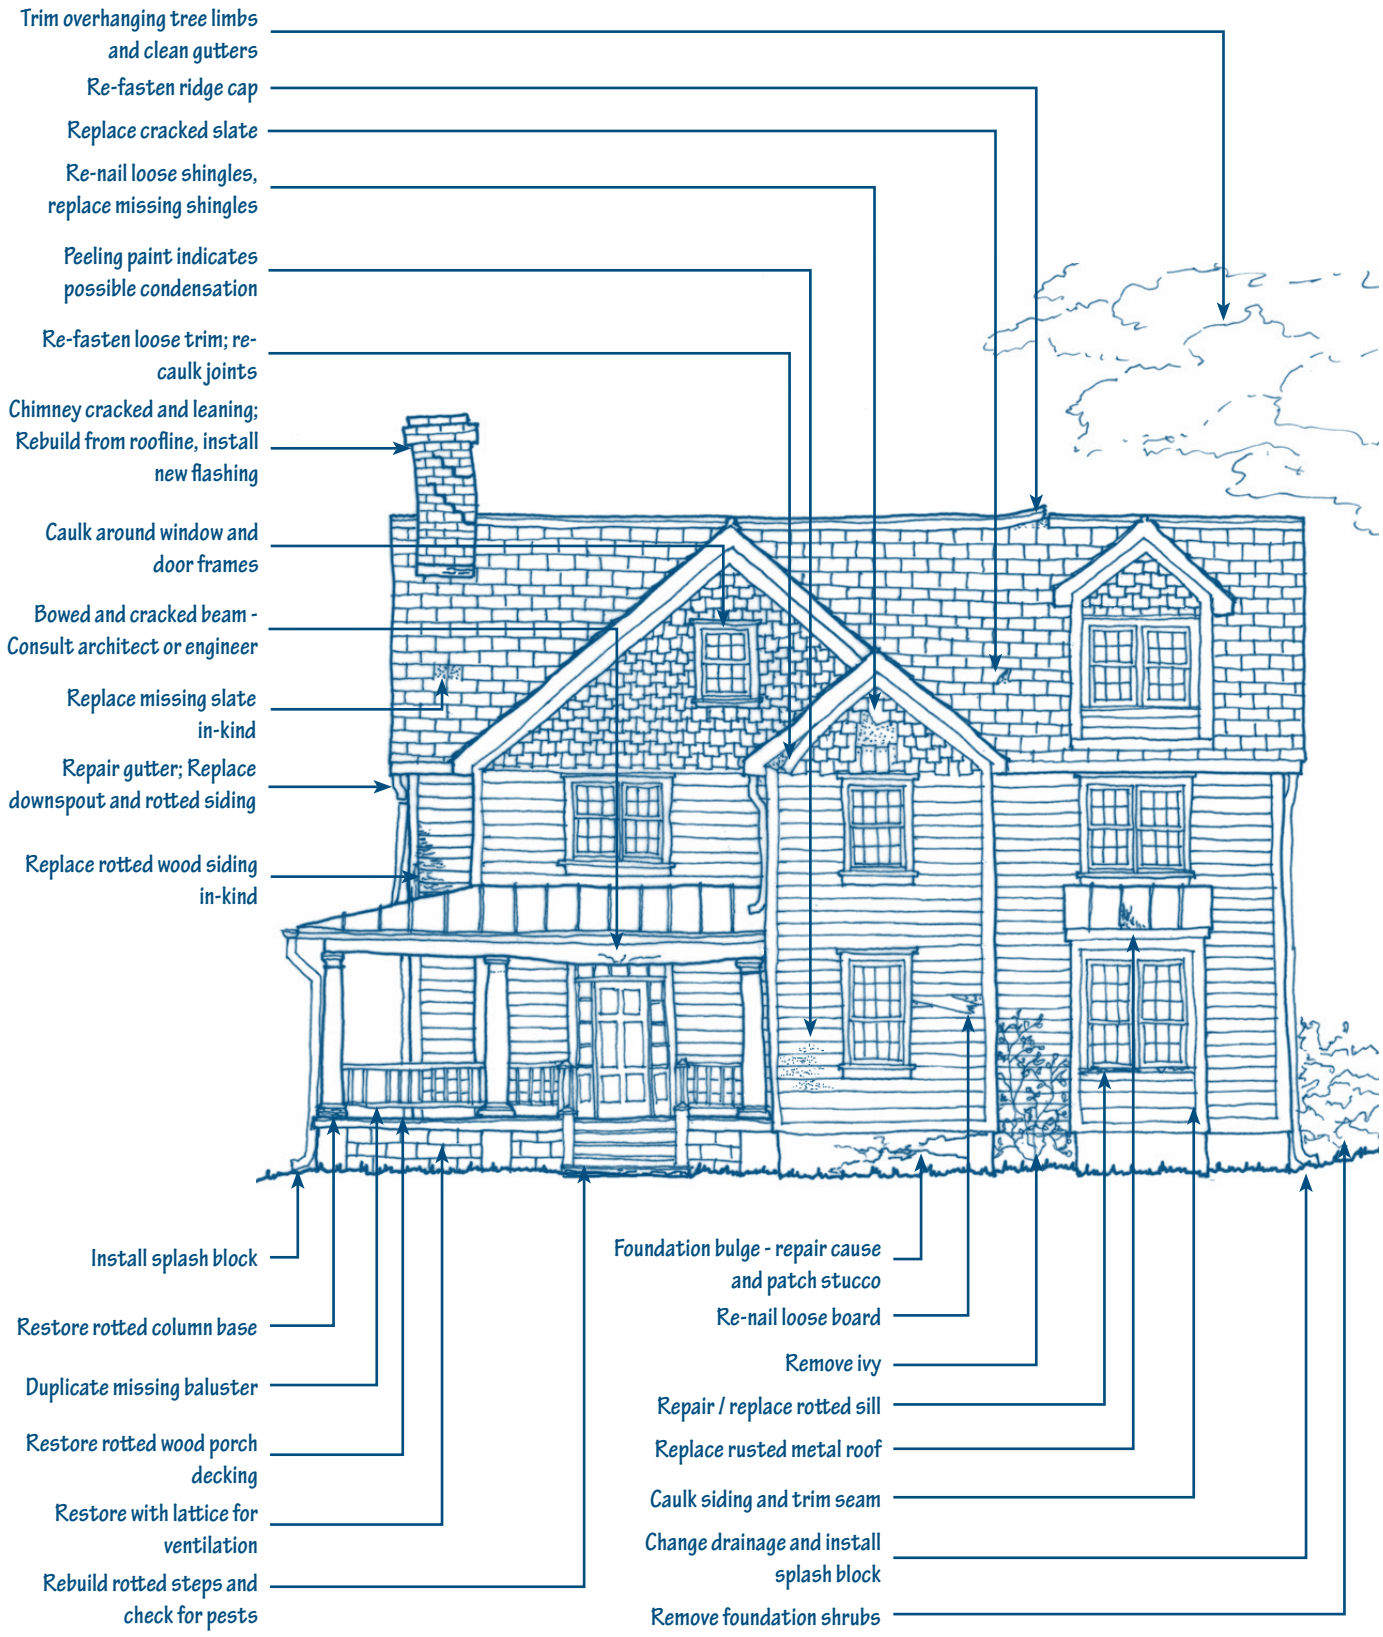 Trim overhanging tree limbs
and clean gutters
Re-fasten ridge cap
Replace cracked slate
Re-nail loose shingles,
replace missing shingles
Peeling paint indicates
possible condensation
Re-fasten loose trim; re-
caulk joints
Chimney cracked and leaning;
Rebuild from roofline, install
new flashing
Caulk around window and
door frames
Bowed and cracked beam -
Consult architect or engineer
Replace missing slate
in-kind
Repair gutter; Replace
downspout and rotted siding
Replace rotted wood siding
in-kind
Install splash block
Restore rotted column base
Duplicate missing baluster
Restore rotted wood porch
decking
Restore with lattice for
ventilation
Rebuild rotted steps and
check for pests
Foundation bulge - repair cause
and patch stucco
Re-nail loose board
Remove ivy
Repair / replace rotted sill
Replace rusted metal roof
Caulk siding and trim seam
Change drainage and install
splash block
Remove foundation shrubs